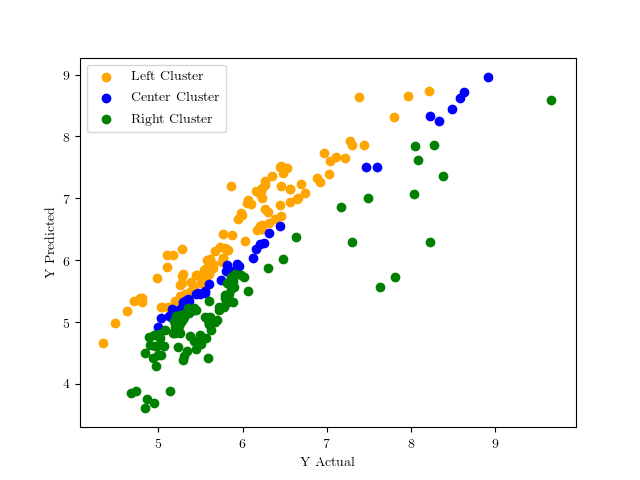 Left Cluster
Center Cluster
Right Cluster
9
8
7
6
5
4
Y Predicted
5 6 7 8 9
Y Actual